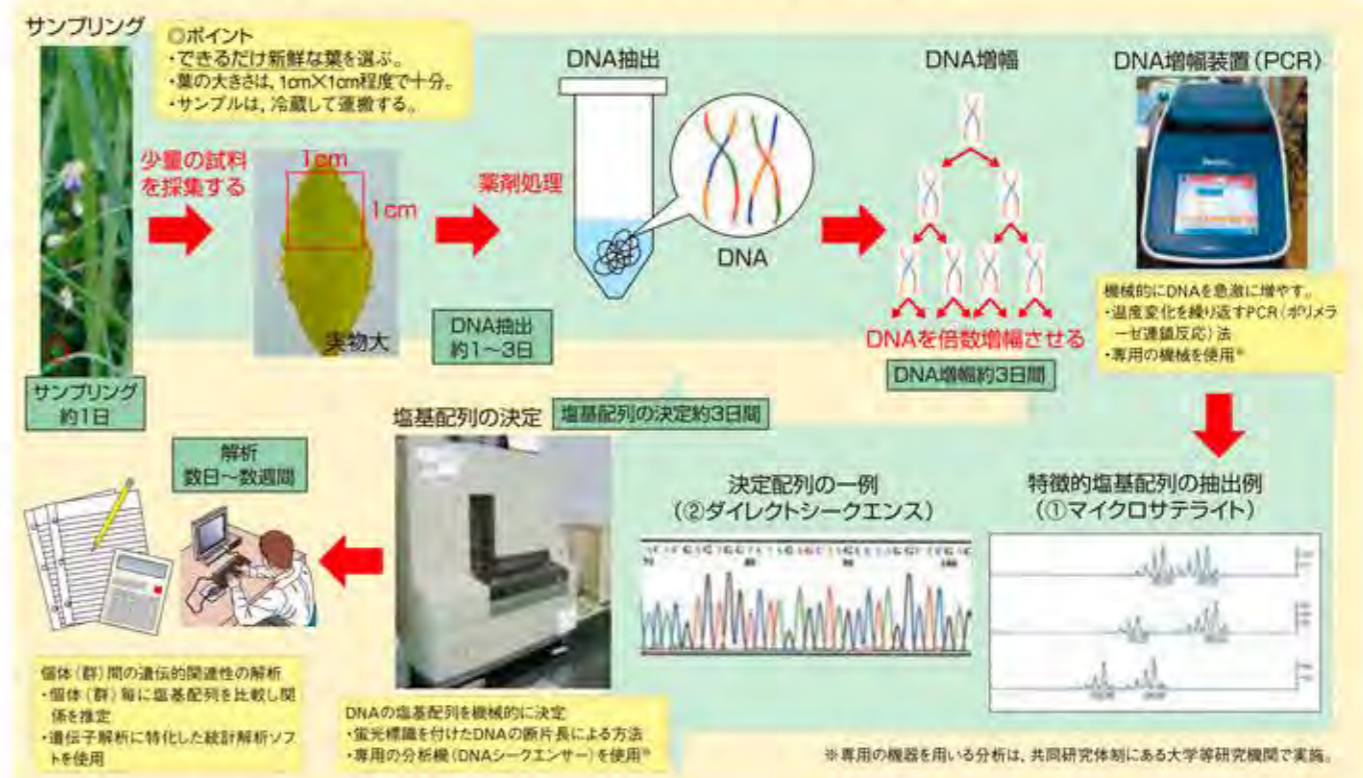 サンプリング
◎ポイント
・できるだけ新鮮な葉を選ぶ。
・葉の大きさは、1cm×1cm程度で十分。
・サンプルは、冷蔵して運搬する。
少量の試料
を採集する
1cm
1cm
実物大
サンプリング
約1日
薬剤処理
DNA抽出
DNA
DNA抽出
約1～3日
DNA増幅
DNAを倍数増幅させる
DNA増幅約3日間
DNA増幅装置(PCR)
機械的にDNAを急激に増やす。
・温度変化を繰り返すPCR(ポリメラ
ーゼ連鎖反応)法
・専用の機械を使用※
特徴的塩基配列の抽出例
(①マイクロサテライト)
決定配列の一例
(②ダイレクトシークエンス)
塩基配列の決定
塩基配列の決定約3日間
DNAの塩基配列を機械的に決定
・蛍光標識を付けたDNAの断片長による方法
・専用の分析機(DNAシークエンサー)を使用※
解析
数日～数週間
個体(群)間の遺伝的関連性の解析
・個体(群)毎に塩基配列を比較し関
係を推定
・遺伝子解析に特化した統計解析ソフ
トを使用
※専用の機器を用いる分析は、共同研究体制にある大学等研究機関で実施。